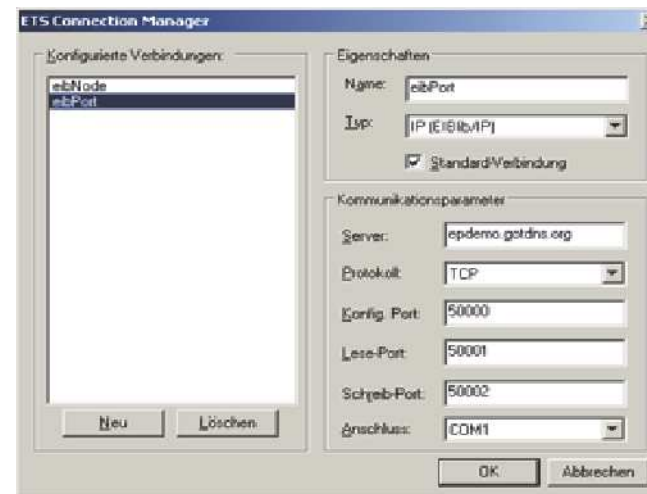 ETS Connection Manager
Konfigurierte Verbindungen:
eibNode
eibPort
Neu
Löschen
Eigenschaften
Name: eibPort
Typ: IP (EIBlib/IP)
Standard-Verbindung
Kommunikationsparameter
Server: epdemo.gotdns.org
Protokoll: TCP
Konfig. Port: 50000
Lese-Port: 50001
Schreib-Port: 50002
Anschluss: COM1
OK
Abbrechen